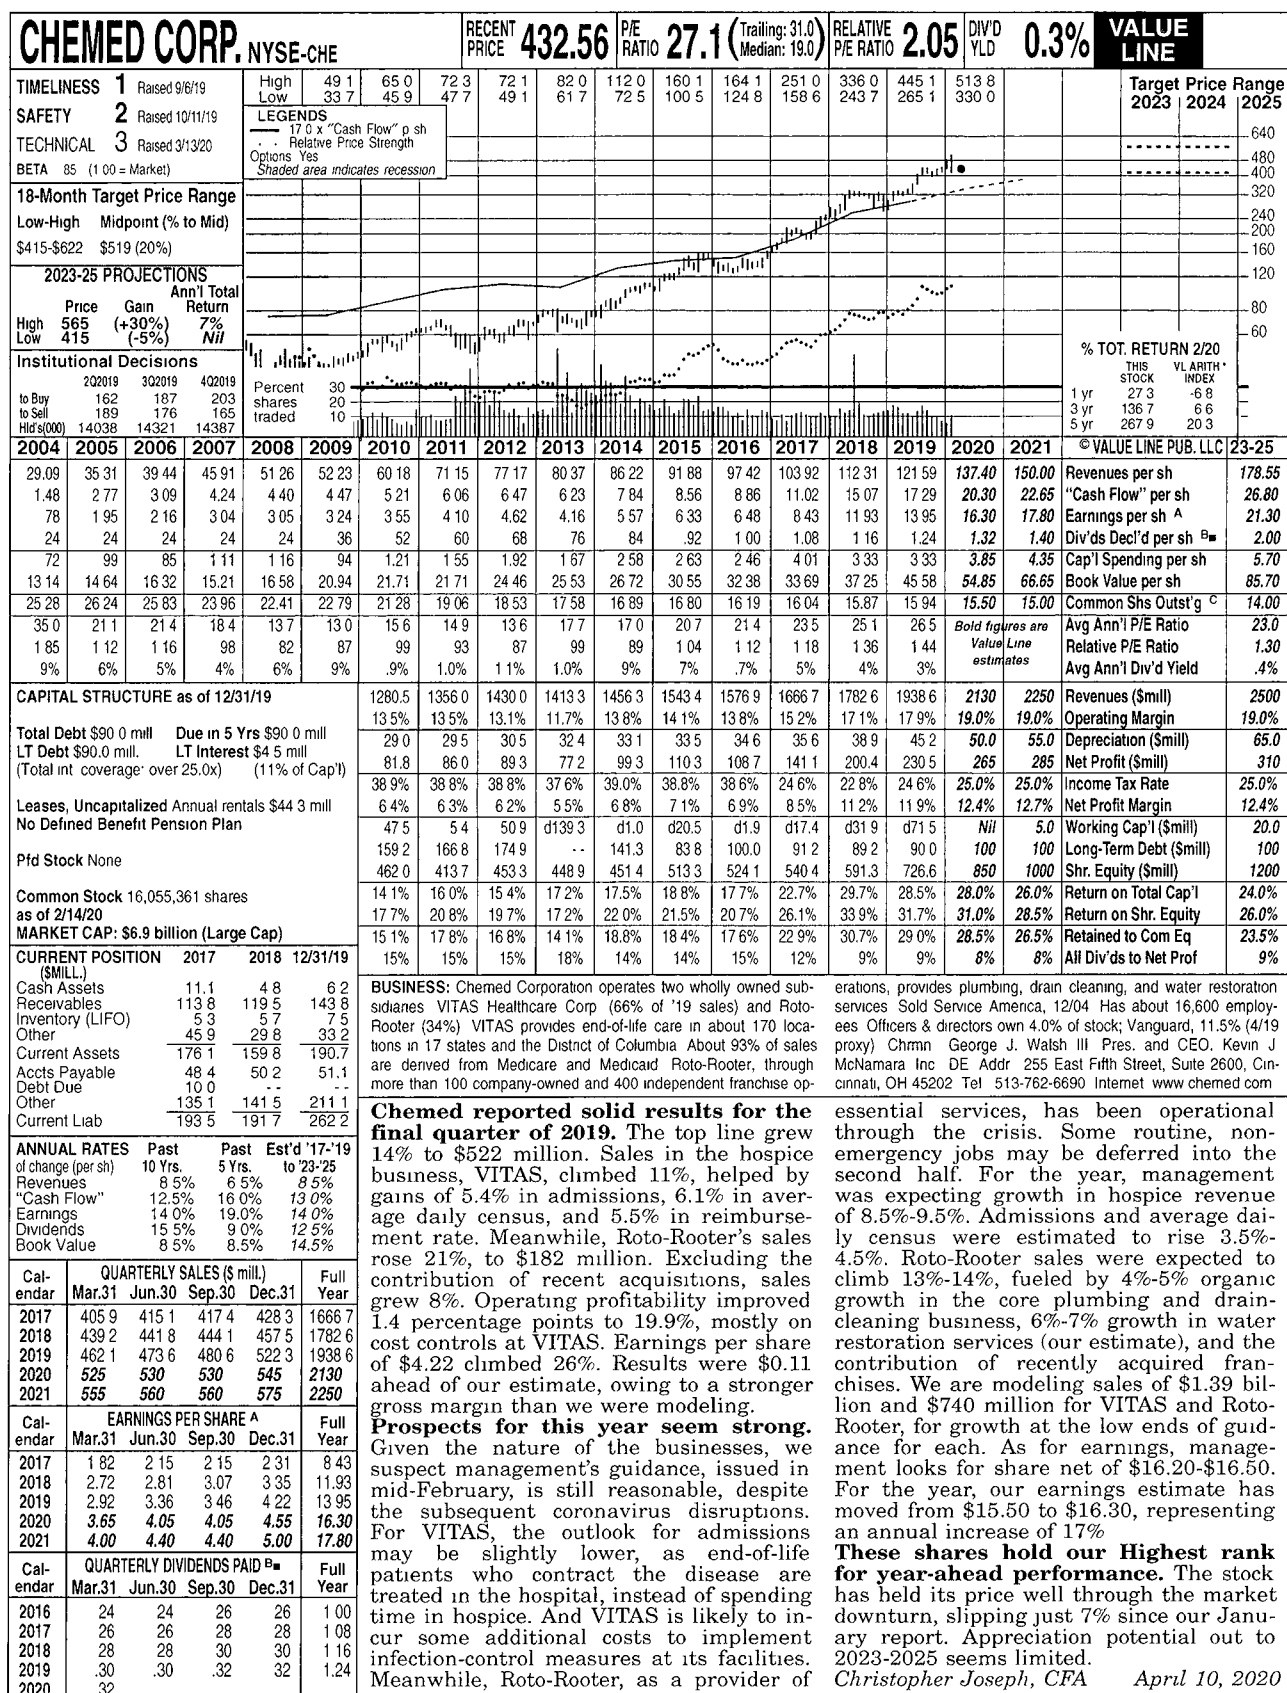 CHEMED CORP. NYSE-CHE
RECENT PRICE 432.56 P/E RATIO 27.1 (Trailing: 31.0 Median: 19.0) RELATIVE P/E RATIO 2.05 DIV'D YLD 0.3% VALUE LINE
TIMELINESS 1 Raised 9/6/19
SAFETY 2 Raised 10/11/19
TECHNICAL 3 Raised 3/13/20
BETA 85 (1 00 = Market)
18-Month Target Price Range
Low-High Midpoint (% to Mid)
$415-$622 $519 (20%)
2023-25 PROJECTIONS
Ann'l Total
Price Gain Return
High 565 (+30%) 7%
Low 415 (-5%) Nil
Institutional Decisions
2Q2019 3Q2019 4Q2019
to Buy 162 187 203
to Sell 189 176 165
Hld's(000) 14038 14321 14387
High 49 1 65 0 72 3 72 1 82 0 112 0 160 1 164 1 251 0 336 0 445 1 513 8
Low 33 7 45 9 47 7 49 1 61 7 72 5 100 5 124 8 158 6 243 7 265 1 330 0
LEGENDS
17 0 x "Cash Flow" p sh
. . Relative Price Strength
Options Yes
Shaded area indicates recession
Target Price Range
2023 2024 2025
640
480
400
320
240
200
160
120
80
60
Percent shares traded
30
20
10
% TOT. RETURN 2/20
THIS STOCK VL ARITH * INDEX
1 yr 27 3 -6 8
3 yr 136 7 6 6
5 yr 267 9 20 3
2004 2005 2006 2007 2008 2009 2010 2011 2012 2013 2014 2015 2016 2017 2018 2019 2020 2021 © VALUE LINE PUB. LLC 23-25
29.09 35 31 39 44 45 91 51 26 52 23 60 18 71 15 77 17 80 37 86 22 91 88 97 42 103 92 112 31 121 59 137.40 150.00 Revenues per sh 178.55
1.48 2 77 3 09 4.24 4 40 4 47 5 21 6 06 6 47 6 23 7 84 8.56 8 86 11.02 15 07 17 29 20.30 22.65 "Cash Flow" per sh 26.80
78 1 95 2 16 3 04 3 05 3 24 3 55 4 10 4.62 4.16 5 57 6 33 6 48 8 43 11 93 13 95 16.30 17.80 Earnings per sh A 21.30
24 24 24 24 24 36 52 60 68 76 84 .92 1 00 1.08 1 16 1.24 1.32 1.40 Div'ds Decl'd per sh B■ 2.00
72 99 85 1 11 1 16 94 1.21 1 55 1.92 1 67 2 58 2 63 2 46 4 01 3 33 3 33 3.85 4.35 Cap'l Spending per sh 5.70
13 14 14 64 16 32 15.21 16 58 20.94 21.71 21 71 24 46 25 53 26 72 30 55 32 38 33 69 37 25 45 58 54.85 66.65 Book Value per sh 85.70
25 28 26 24 25 83 23 96 22.41 22 79 21 28 19 06 18 53 17 58 16 89 16 80 16 19 16 04 15.87 15 94 15.50 15.00 Common Shs Outst'g C 14.00
35 0 21 1 21 4 18 4 13 7 13 0 15 6 14 9 13 6 17 7 17 0 20 7 21 4 23 5 25 1 26 5 Bold figures are Avg Ann'l P/E Ratio 23.0
1 85 1 12 1 16 98 82 87 99 93 87 99 89 1 04 1 12 1 18 1 36 1 44 Value Line Relative P/E Ratio 1.30
9% 6% 5% 4% 6% 9% .9% 1.0% 1 1% 1.0% 9% 7% .7% 5% 4% 3% estimates Avg Ann'l Div'd Yield .4%
CAPITAL STRUCTURE as of 12/31/19
Total Debt $90 0 mill Due in 5 Yrs $90 0 mill
LT Debt $90.0 mill. LT Interest $4 5 mill
(Total int coverage· over 25.0x) (11% of Cap'l)
Leases, Uncapitalized Annual rentals $44 3 mill
No Defined Benefit Pension Plan
Pfd Stock None
Common Stock 16,055,361 shares
as of 2/14/20
MARKET CAP: $6.9 billion (Large Cap)
1280.5 1356 0 1430 0 1413 3 1456 3 1543 4 1576 9 1666 7 1782 6 1938 6 2130 2250 Revenues ($mill) 2500
13 5% 13 5% 13.1% 11.7% 13 8% 14 1% 13 8% 15 2% 17 1% 17 9% 19.0% 19.0% Operating Margin 19.0%
29 0 29 5 30 5 32 4 33 1 33 5 34 6 35 6 38 9 45 2 50.0 55.0 Depreciation ($mill) 65.0
81.8 86 0 89 3 77 2 99 3 110 3 108 7 141 1 200.4 230 5 265 285 Net Profit ($mill) 310
38 9% 38 8% 38 8% 37 6% 39.0% 38.8% 38 6% 24 6% 22 8% 24 6% 25.0% 25.0% Income Tax Rate 25.0%
6 4% 6 3% 6 2% 5 5% 6 8% 7 1% 6 9% 8 5% 11 2% 11 9% 12.4% 12.7% Net Profit Margin 12.4%
47 5 5 4 50 9 d139 3 d1.0 d20.5 d1.9 d17.4 d31 9 d71 5 Nil 5.0 Working Cap'l ($mill) 20.0
159 2 166 8 174 9 - - 141.3 83 8 100.0 91 2 89 2 90 0 100 100 Long-Term Debt ($mill) 100
462 0 413 7 453 3 448 9 451 4 513 3 524 1 540 4 591.3 726.6 850 1000 Shr. Equity ($mill) 1200
14 1% 16 0% 15 4% 17 2% 17.5% 18 8% 17 7% 22.7% 29.7% 28.5% 28.0% 26.0% Return on Total Cap'l 24.0%
17 7% 20 8% 19.7% 17 2% 22 0% 21.5% 20 7% 26.1% 33 9% 31.7% 31.0% 28.5% Return on Shr. Equity 26.0%
15 1% 17 8% 16 8% 14 1% 18.8% 18 4% 17 6% 22 9% 30.7% 29 0% 28.5% 26.5% Retained to Com Eq 23.5%
15% 15% 15% 18% 14% 14% 15% 12% 9% 9% 8% 8% All Div'ds to Net Prof 9%
CURRENT POSITION 2017 2018 12/31/19
($MILL.)
Cash Assets 11.1 4 8 6 2
Receivables 113 8 119 5 143 8
Inventory (LIFO) 5 3 5 7 7 5
Other 45 9 29 8 33 2
Current Assets 176 1 159 8 190.7
Accts Payable 48 4 50 2 51.1
Debt Due 10 0 - - - -
Other 135 1 141 5 211 1
Current Liab 193 5 191 7 262 2
ANNUAL RATES Past Past Est'd '17-'19
of change (per sh) 10 Yrs. 5 Yrs. to '23-'25
Revenues 8 5% 6 5% 8 5%
"Cash Flow" 12.5% 16 0% 13 0%
Earnings 14 0% 19.0% 14 0%
Dividends 15 5% 9 0% 12 5%
Book Value 8 5% 8.5% 14.5%
Cal- QUARTERLY SALES ($ mill.) Full
endar Mar.31 Jun.30 Sep.30 Dec.31 Year
2017 405 9 415 1 417 4 428 3 1666 7
2018 439 2 441 8 444 1 457 5 1782 6
2019 462 1 473 6 480 6 522 3 1938 6
2020 525 530 530 545 2130
2021 555 560 560 575 2250
Cal- EARNINGS PER SHARE A Full
endar Mar.31 Jun.30 Sep.30 Dec.31 Year
2017 1 82 2 15 2 15 2 31 8 43
2018 2.72 2.81 3.07 3 35 11.93
2019 2.92 3.36 3 46 4 22 13 95
2020 3.65 4.05 4.05 4.55 16.30
2021 4.00 4.40 4.40 5.00 17.80
Cal- QUARTERLY DIVIDENDS PAID B■ Full
endar Mar.31 Jun.30 Sep.30 Dec.31 Year
2016 24 24 26 26 1 00
2017 26 26 28 28 1 08
2018 28 28 30 30 1 16
2019 .30 .30 .32 32 1.24
2020 .32
BUSINESS: Chemed Corporation operates two wholly owned sub-
sidiaries VITAS Healthcare Corp (66% of '19 sales) and Roto-
Rooter (34%) VITAS provides end-of-life care in about 170 loca-
tions in 17 states and the District of Columbia About 93% of sales
are derived from Medicare and Medicaid Roto-Rooter, through
more than 100 company-owned and 400 independent franchise op-
erations, provides plumbing, drain cleaning, and water restoration
services Sold Service America, 12/04 Has about 16,600 employ-
ees Officers & directors own 4.0% of stock; Vanguard, 11.5% (4/19
proxy) Chrmn George J. Walsh III Pres. and CEO. Kevin J
McNamara Inc DE Addr 255 East Fifth Street, Suite 2600, Cin-
cinnati, OH 45202 Tel 513-762-6690 Internet www chemed com
Chemed reported solid results for the
final quarter of 2019. The top line grew
14% to $522 million. Sales in the hospice
business, VITAS, climbed 11%, helped by
gains of 5.4% in admissions, 6.1% in aver-
age daily census, and 5.5% in reimburse-
ment rate. Meanwhile, Roto-Rooter's sales
rose 21%, to $182 million. Excluding the
contribution of recent acquisitions, sales
grew 8%. Operating profitability improved
1.4 percentage points to 19.9%, mostly on
cost controls at VITAS. Earnings per share
of $4.22 climbed 26%. Results were $0.11
ahead of our estimate, owing to a stronger
gross margin than we were modeling.
Prospects for this year seem strong.
Given the nature of the businesses, we
suspect management's guidance, issued in
mid-February, is still reasonable, despite
the subsequent coronavirus disruptions.
For VITAS, the outlook for admissions
may be slightly lower, as end-of-life
patients who contract the disease are
treated in the hospital, instead of spending
time in hospice. And VITAS is likely to in-
cur some additional costs to implement
infection-control measures at its facilities.
Meanwhile, Roto-Rooter, as a provider of
essential services, has been operational
through the crisis. Some routine, non-
emergency jobs may be deferred into the
second half. For the year, management
was expecting growth in hospice revenue
of 8.5%-9.5%. Admissions and average dai-
ly census were estimated to rise 3.5%-
4.5%. Roto-Rooter sales were expected to
climb 13%-14%, fueled by 4%-5% organic
growth in the core plumbing and drain-
cleaning business, 6%-7% growth in water
restoration services (our estimate), and the
contribution of recently acquired fran-
chises. We are modeling sales of $1.39 bil-
lion and $740 million for VITAS and Roto-
Rooter, for growth at the low ends of guid-
ance for each. As for earnings, manage-
ment looks for share net of $16.20-$16.50.
For the year, our earnings estimate has
moved from $15.50 to $16.30, representing
an annual increase of 17%
These shares hold our Highest rank
for year-ahead performance. The stock
has held its price well through the market
downturn, slipping just 7% since our Janu-
ary report. Appreciation potential out to
2023-2025 seems limited.
Christopher Joseph, CFA April 10, 2020